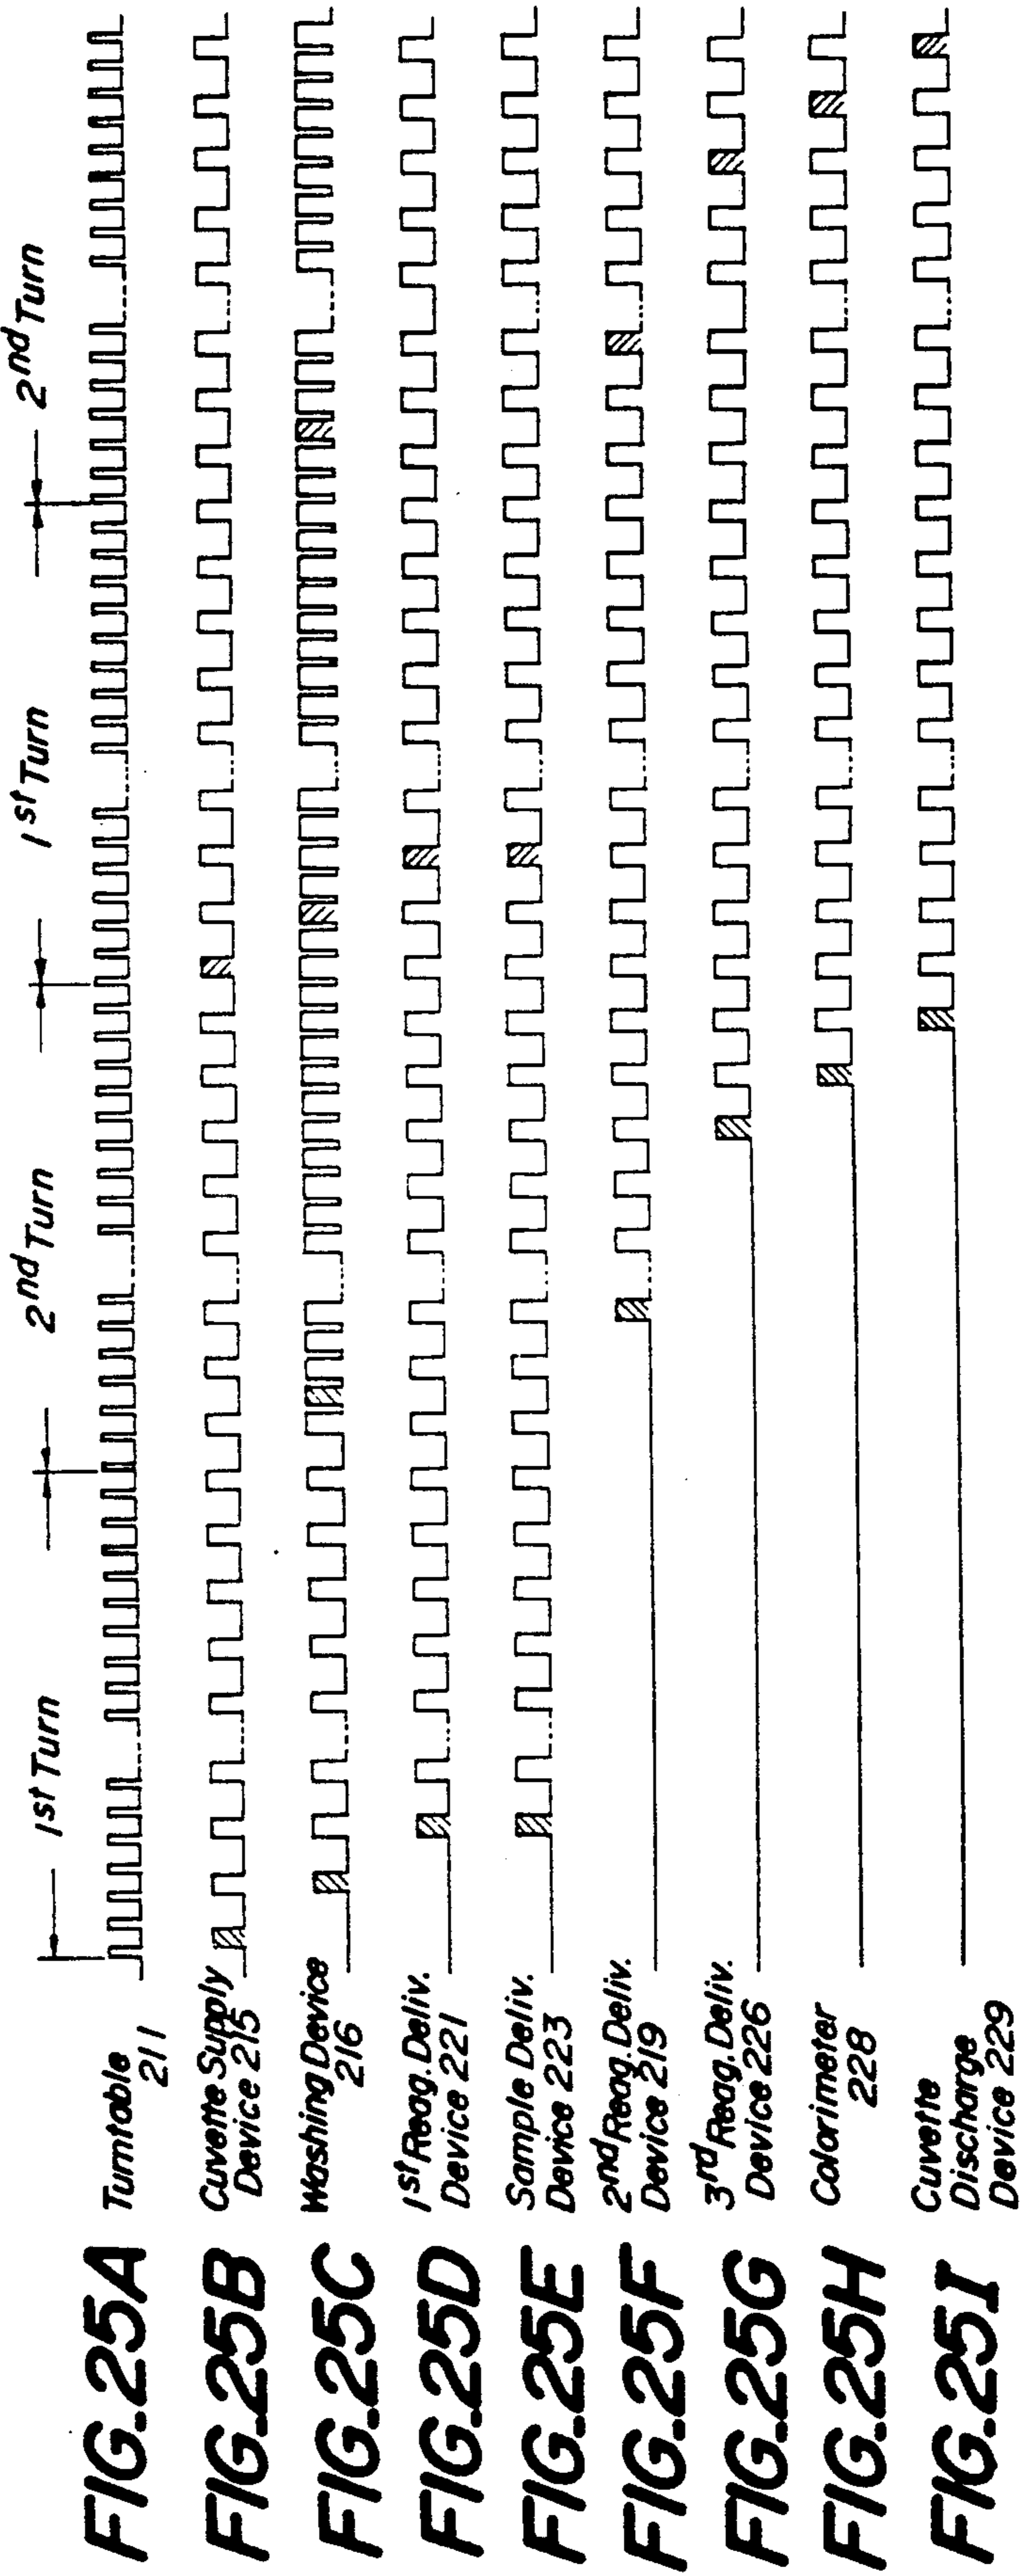 1st Turn
2nd Turn
1st Turn
2nd Turn
FIG.25A
Turntable
211
FIG.25B
Cuvette Supply
Device 215
FIG.25C
Washing Device
216
FIG.25D
1st Reag. Deliv.
Device 221
FIG.25E
Sample Deliv.
Device 223
FIG.25F
2nd Reag. Deliv.
Device 219
FIG.25G
3rd Reag. Deliv.
Device 226
FIG.25H
Colorimeter
228
FIG.25I
Cuvette
Discharge
Device 229